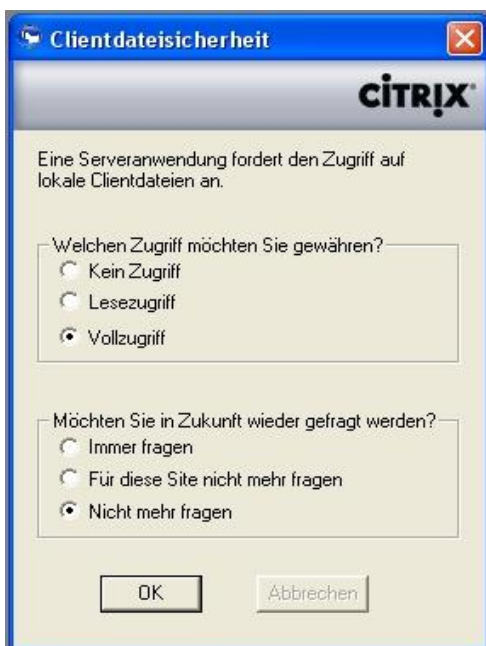 Clientdateisicherheit
CITRIX
Eine Serveranwendung fordert den Zugriff auf
lokale Clientdateien an.
Welchen Zugriff möchten Sie gewähren?
Kein Zugriff
Lesezugriff
Vollzugriff
Möchten Sie in Zukunft wieder gefragt werden?
Immer fragen
Für diese Site nicht mehr fragen
Nicht mehr fragen
OK
Abbrechen